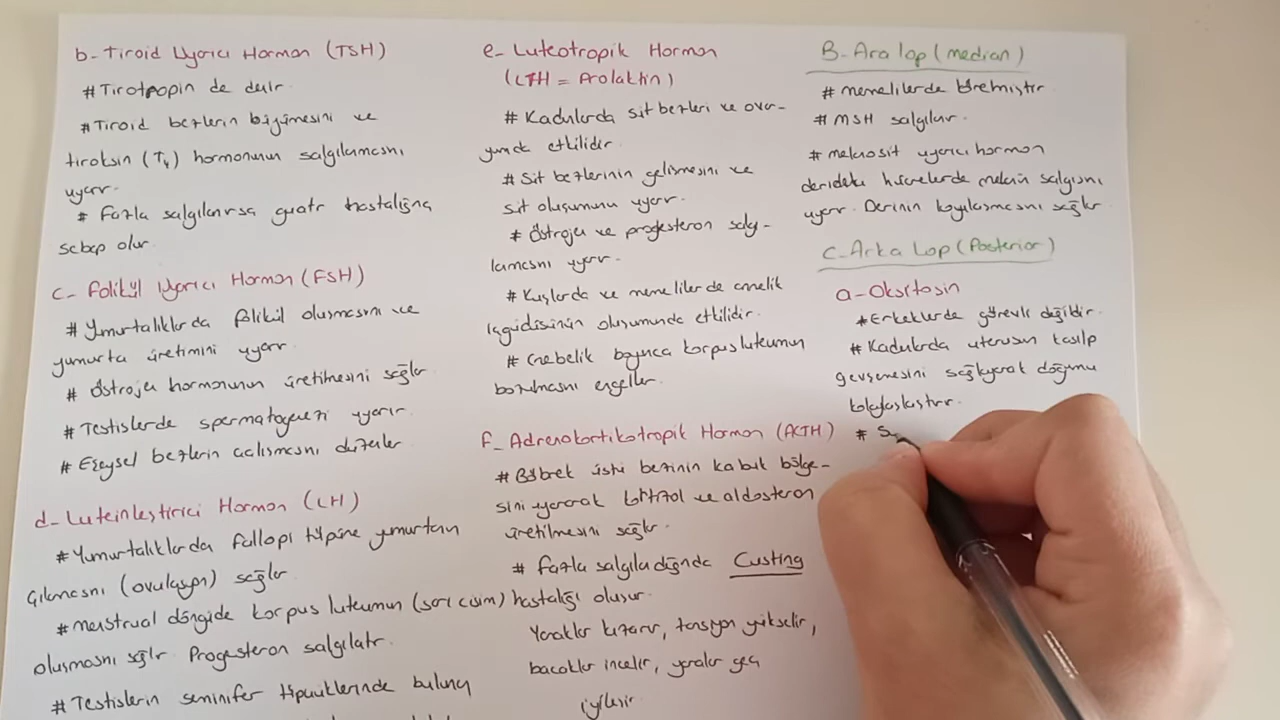 b- Tiroid Uyarıcı Hormon (TSH)
# Tirotropin de denir.
# Tiroid bezlerin büyümesini ve
tiroksin (T4) hormonunun salgılanmasını
uyarır.
# Fazla salgılanırsa guatr hastalığına
sebep olur.
c- Folikül Uyarıcı Hormon (FSH)
# Yumurtalıklarda folikül oluşmasını ve
yumurta üretimini uyarır.
# Östrojen hormonunun üretilmesini sağlar
# Testislerde spermatogenezi uyarır
# Eşeysel bezlerin çalışmasını düzenler
d- Luteinleştirici Hormon (LH)
# Yumurtalıklarda fallopi tüpüne yumurtanın
çıkmasını (ovulasyon) sağlar
# menstrual döngüde korpus luteumun (sarı cisim)
oluşmasını sağlr. Progesteron salgılatır.
# Testislerin seminifer tüpçüklerinde bulunan
e- Luteotropik Hormon
(LTH = Prolaktin)
# Kadınlarda süt bezleri ve over-
yumda etkilidir.
# Süt bezlerinin gelişmesini ve
süt oluşumunu uyarır.
# Östrojen ve progesteron salgı-
lamasını uyarır.
# Kuşlarda ve memelilerde annelik
içgüdüsünün oluşumunda etkilidir.
# Gebelik boyunca korpus luteumun
bozulmasını engeller.
f- Adrenokortikotropik Hormon (ACTH)
# Böbrek üstü bezinin kabuk bölge-
sini uyararak kortizol ve aldosteron
üretilmesini sağlar.
# Fazla salgıladığında Custing
hastalığı oluşur.
Yanaklar kızarır, tansiyon yükselir,
bacaklar incelir, yaralar geç
iyileşir
B- Ara lop (median)
# memelilerde köremiştir
# MSH salgılar.
# melanosit uyarıcı hormon
derideki hücrelerde melanin salgısını
uyarır. Derinin koyulaşmasını sağlar
C- Arka Lop (Posterior)
a- Oksitosin
# Erkeklerde görevli değildir.
# Kadınlarda uterusun kasılıp
gevşemesini sağlayarak doğumu
kolaylaştırır.
#